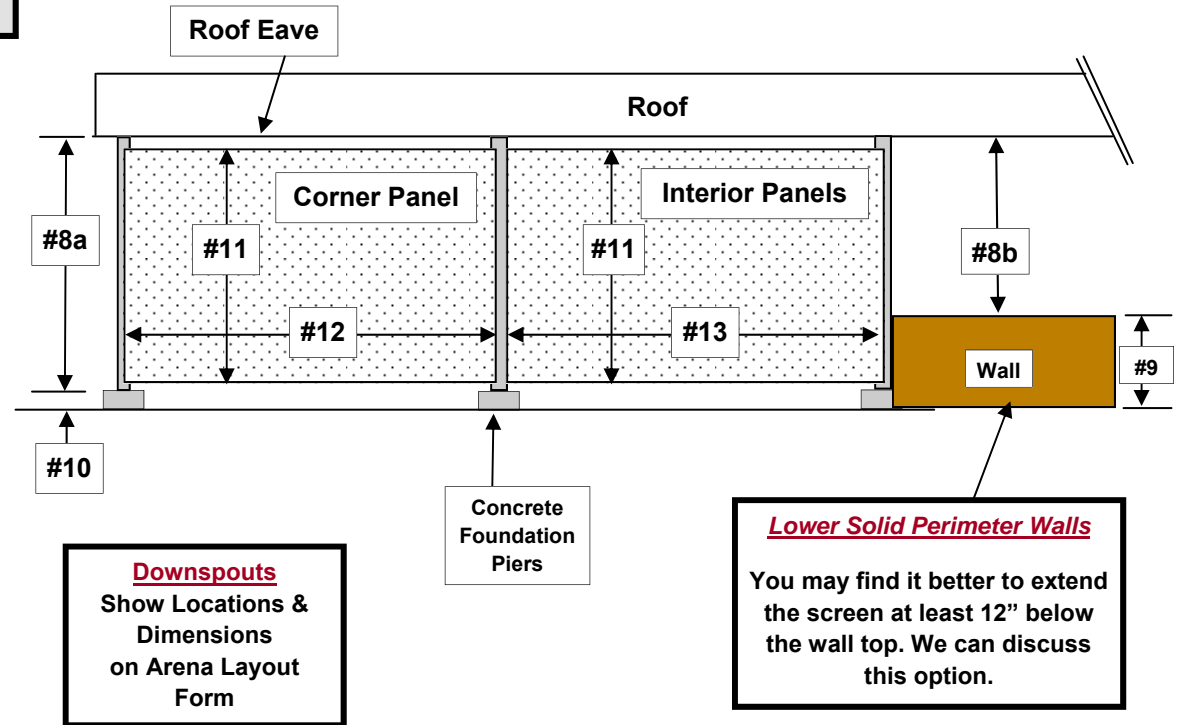 Roof Eave
Roof
Corner Panel
Interior Panels
#8a
#11
#11
#8b
#12
#13
Wall
#9
#10
Concrete
Foundation
Piers
Downspouts
Show Locations &
Dimensions
on Arena Layout
Form
Lower Solid Perimeter Walls
You may find it better to extend
the screen at least 12” below
the wall top. We can discuss
this option.